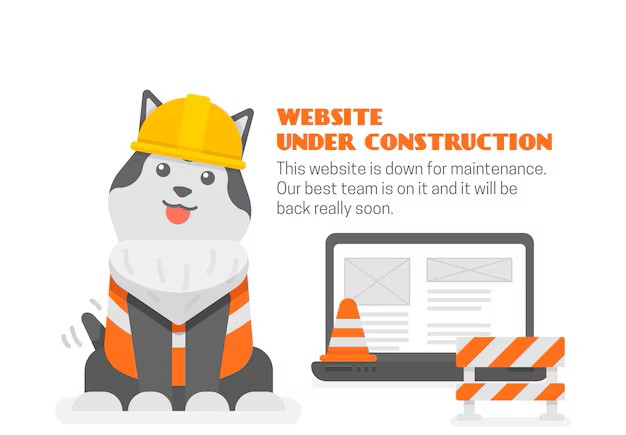 WEBSITE
UNDER CONSTRUCTION
This website is down for maintenance.
Our best team is on it and it will be
back really soon.